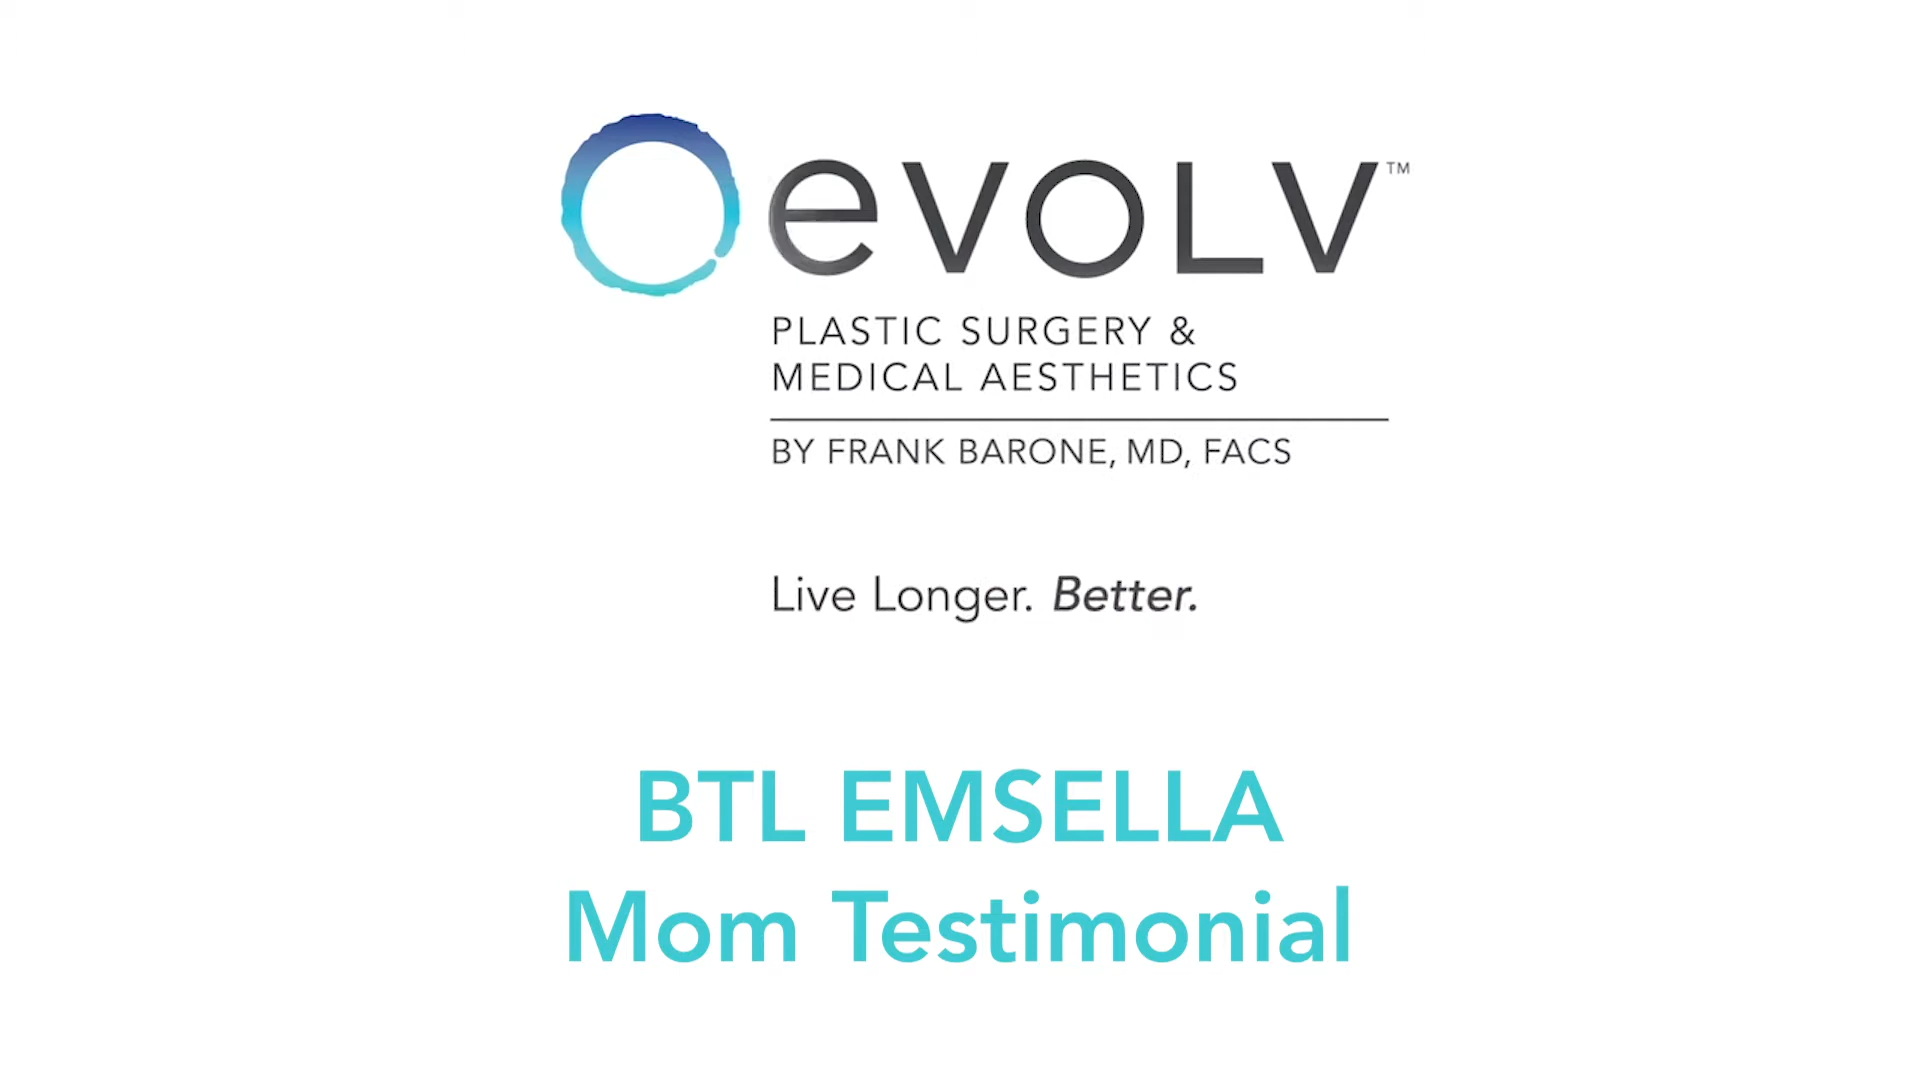 evolv™
PLASTIC SURGERY &
MEDICAL AESTHETICS
BY FRANK BARONE, MD, FACS
Live Longer. Better.
BTL EMSELLA
Mom Testimonial